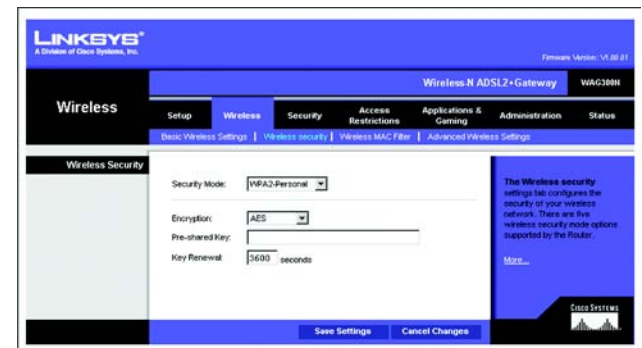 LINKSYS®
A Division of Cisco Systems, Inc.
Firmware Version: V1.00.01
Wireless-N ADSL2+Gateway WAG300N
Wireless
Setup Wireless Security Access Restrictions Applications & Gaming Administration Status
Basic Wireless Settings | Wireless security | Wireless MAC Filter | Advanced Wireless Settings
Wireless Security
Security Mode: WPA2-Personal
Encryption: AES
Pre-shared Key:
Key Renewal: 3600 seconds
The Wireless security
settings tab configures the
security of your wireless
network. There are five
wireless security mode options
supported by the Router.
More...
CISCO SYSTEMS
Save Settings Cancel Changes